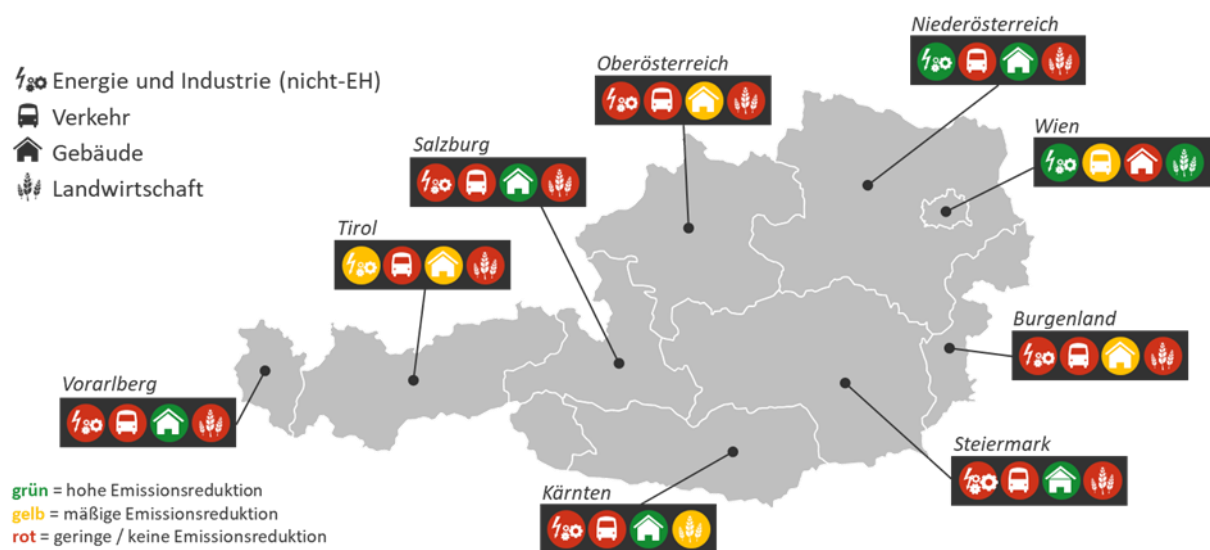 Energie und Industrie (nicht-EH)
Verkehr
Gebäude
Landwirtschaft
Niederösterreich
Oberösterreich
Wien
Salzburg
Tirol
Burgenland
Vorarlberg
Steiermark
Kärnten
grün = hohe Emissionsreduktion
gelb = mäßige Emissionsreduktion
rot = geringe / keine Emissionsreduktion